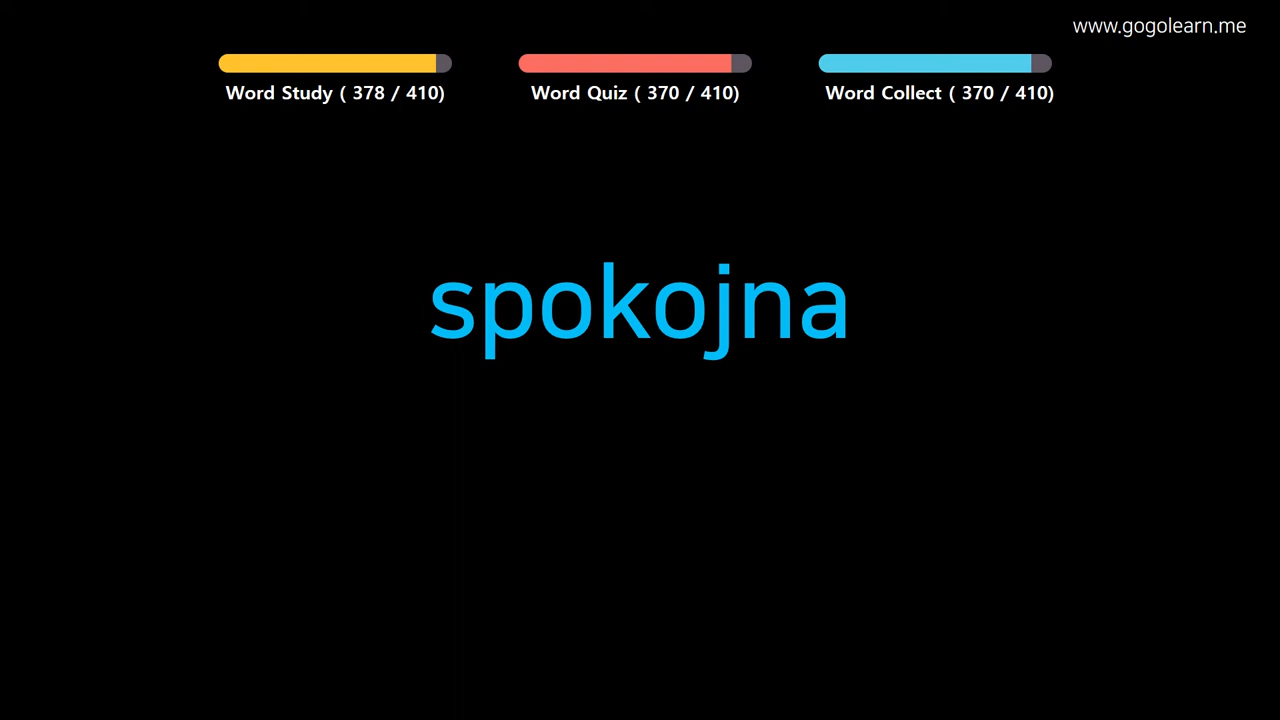 www.gogolearn.me
Word Study ( 378 / 410)
Word Quiz ( 370 / 410)
Word Collect ( 370 / 410)
spokojna